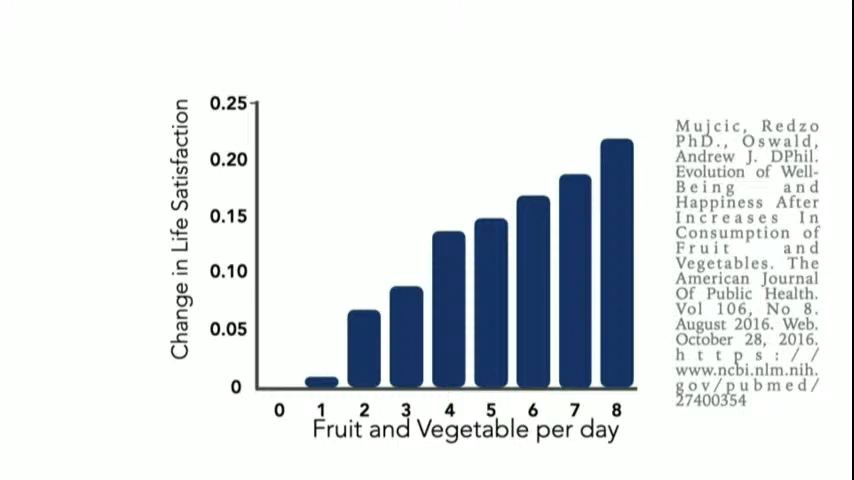 0.25
0.20
0.15
0.10
0.05
0
Change in Life Satisfaction
0 1 2 3 4 5 6 7 8
Fruit and Vegetable per day
Mujcic, Redzo
PhD., Oswald,
Andrew J. DPhil.
Evolution of Well-
Being and
Happiness After
Increases In
Consumption of
Fruit and
Vegetables. The
American Journal
Of Public Health.
Vol 106, No 8.
August 2016. Web.
October 28, 2016.
https://
www.ncbi.nlm.nih.
gov/pubmed/
27400354